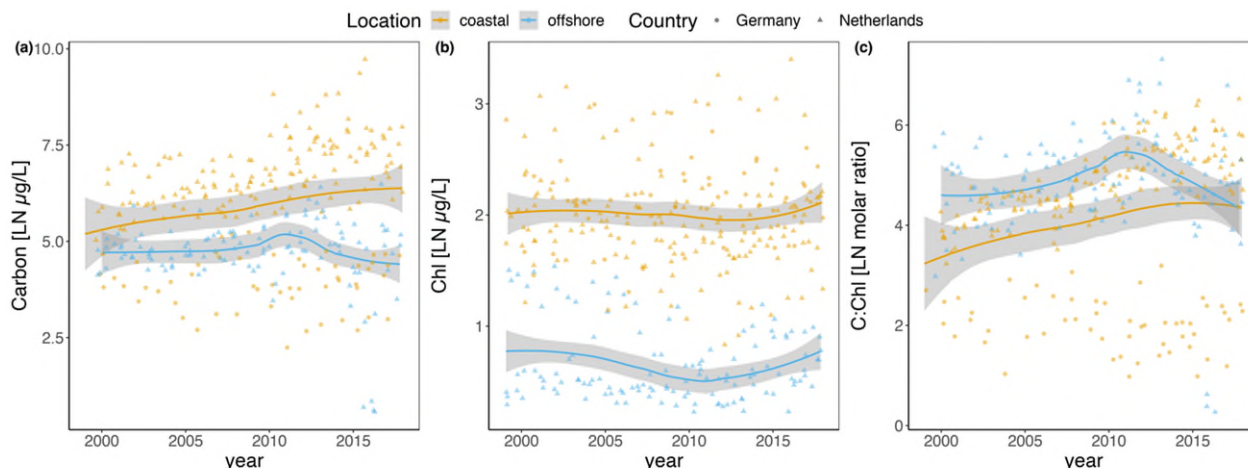 Location coastal offshore Country Germany Netherlands
(a) (b) (c)
Carbon [LN µg/L]
10.0
7.5
5.0
2.5
2000 2005 2010 2015
year
Chl [LN µg/L]
3
2
1
2000 2005 2010 2015
year
C:Chl [LN molar ratio]
6
4
2
0
2000 2005 2010 2015
year